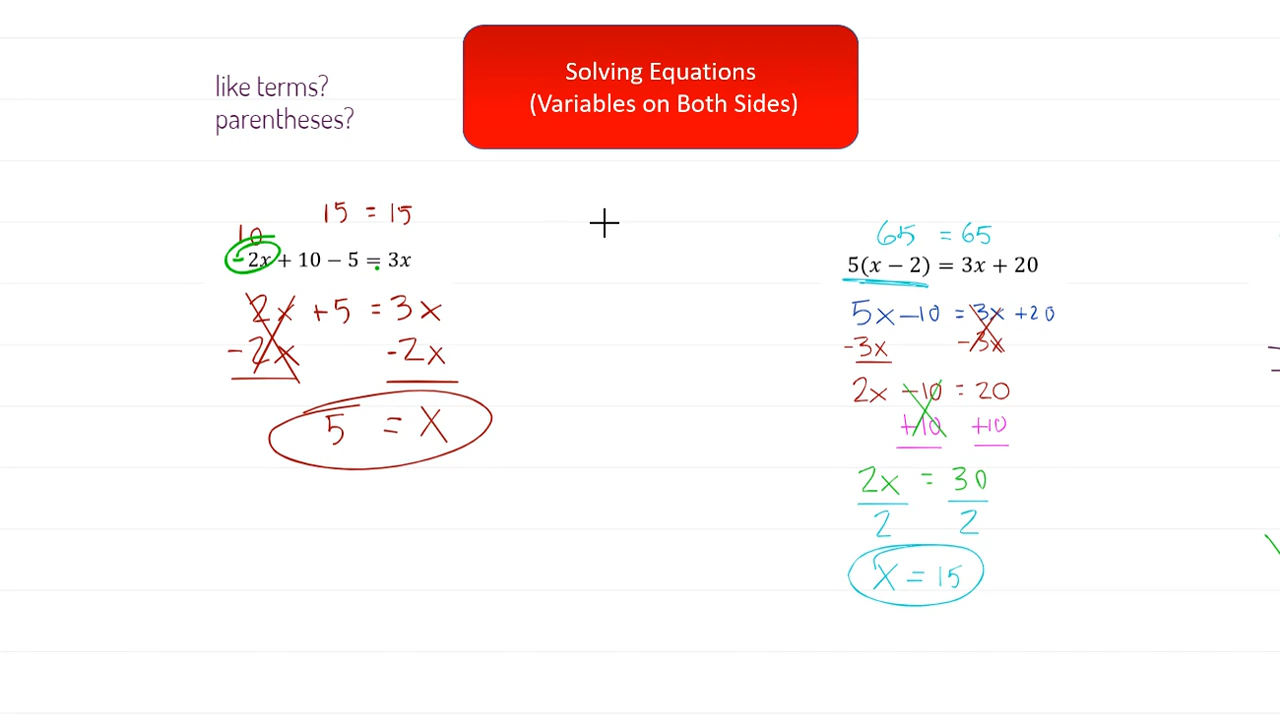 Solving Equations
(Variables on Both Sides)
like terms?
parentheses?
15 = 15
10
- 2x + 10 − 5 = 3x
2x + 5 = 3x
- 2x - 2x
5 = x
65 = 65
5(x − 2) = 3x + 20
5x − 10 = 3x + 20
- 3x - 3x
2x − 10 = 20
+10 +10
2x = 30
2 2
x = 15